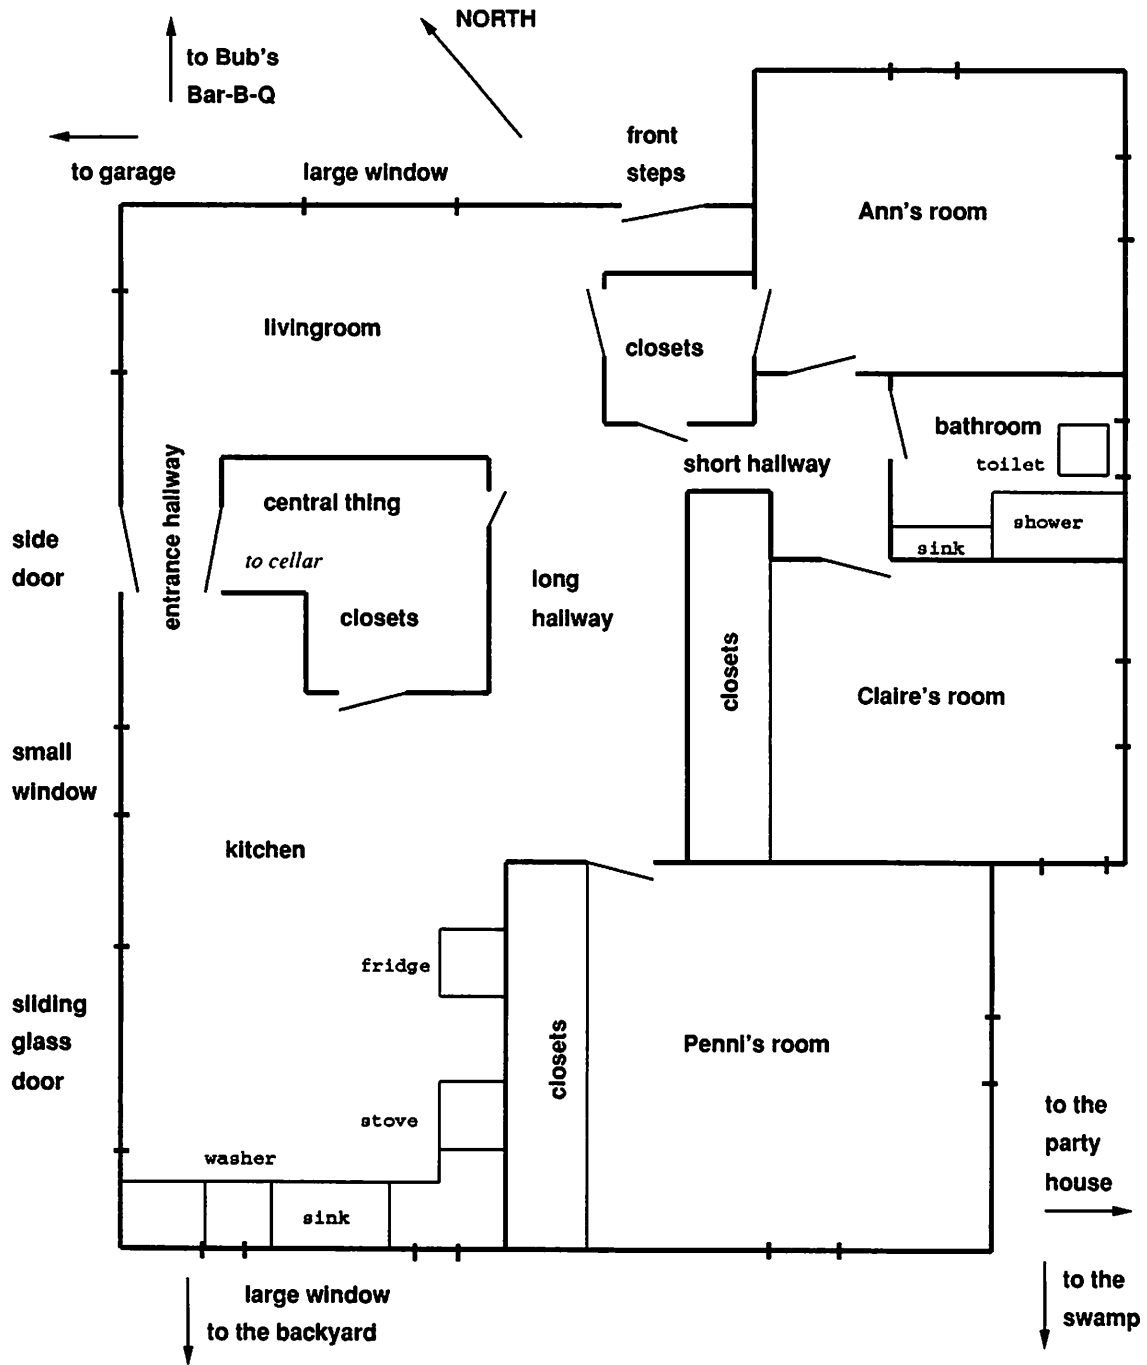 NORTH
to Bub's
Bar-B-Q
to garage
large window
front
steps
Ann's room
livingroom
closets
bathroom
toilet
shower
sink
short hallway
entrance hallway
central thing
to cellar
closets
side
door
long
hallway
closets
Claire's room
small
window
kitchen
fridge
sliding
glass
door
closets
Penni's room
stove
washer
sink
to the
party
house
large window
to the backyard
to the
swamp